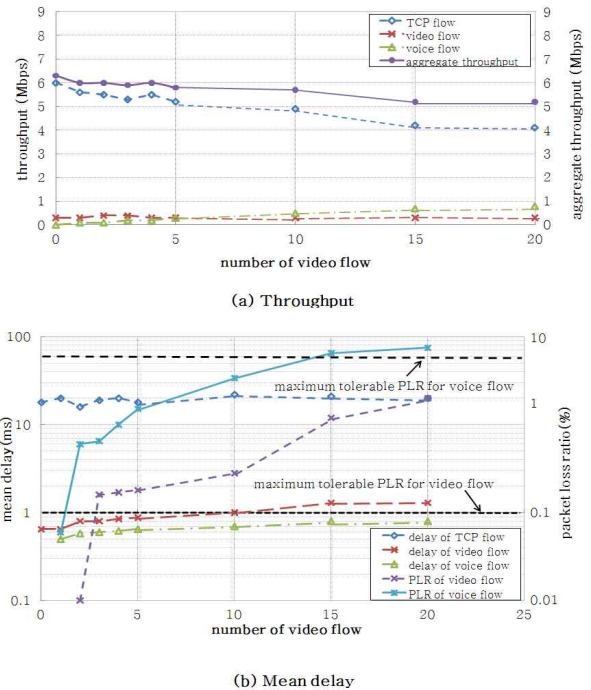 9
8
7
6
5
4
3
2
1
0
throughput (Mbps)
TCP flow
video flow
voice flow
aggregate throughput
9
8
7
6
5
4
3
2
1
0
aggregate throughput (Mbps)
0 5 10 15 20
number of video flow
(a) Throughput
100
10
1
0.1
mean delay (ms)
maximum tolerable PLR for voice flow
maximum tolerable PLR for video flow
delay of TCP flow
delay of video flow
delay of voice flow
PLR of video flow
PLR of voice flow
10
1
0.1
0.01
packet loss ratio (%)
0 5 10 15 20 25
number of video flow
(b) Mean delay